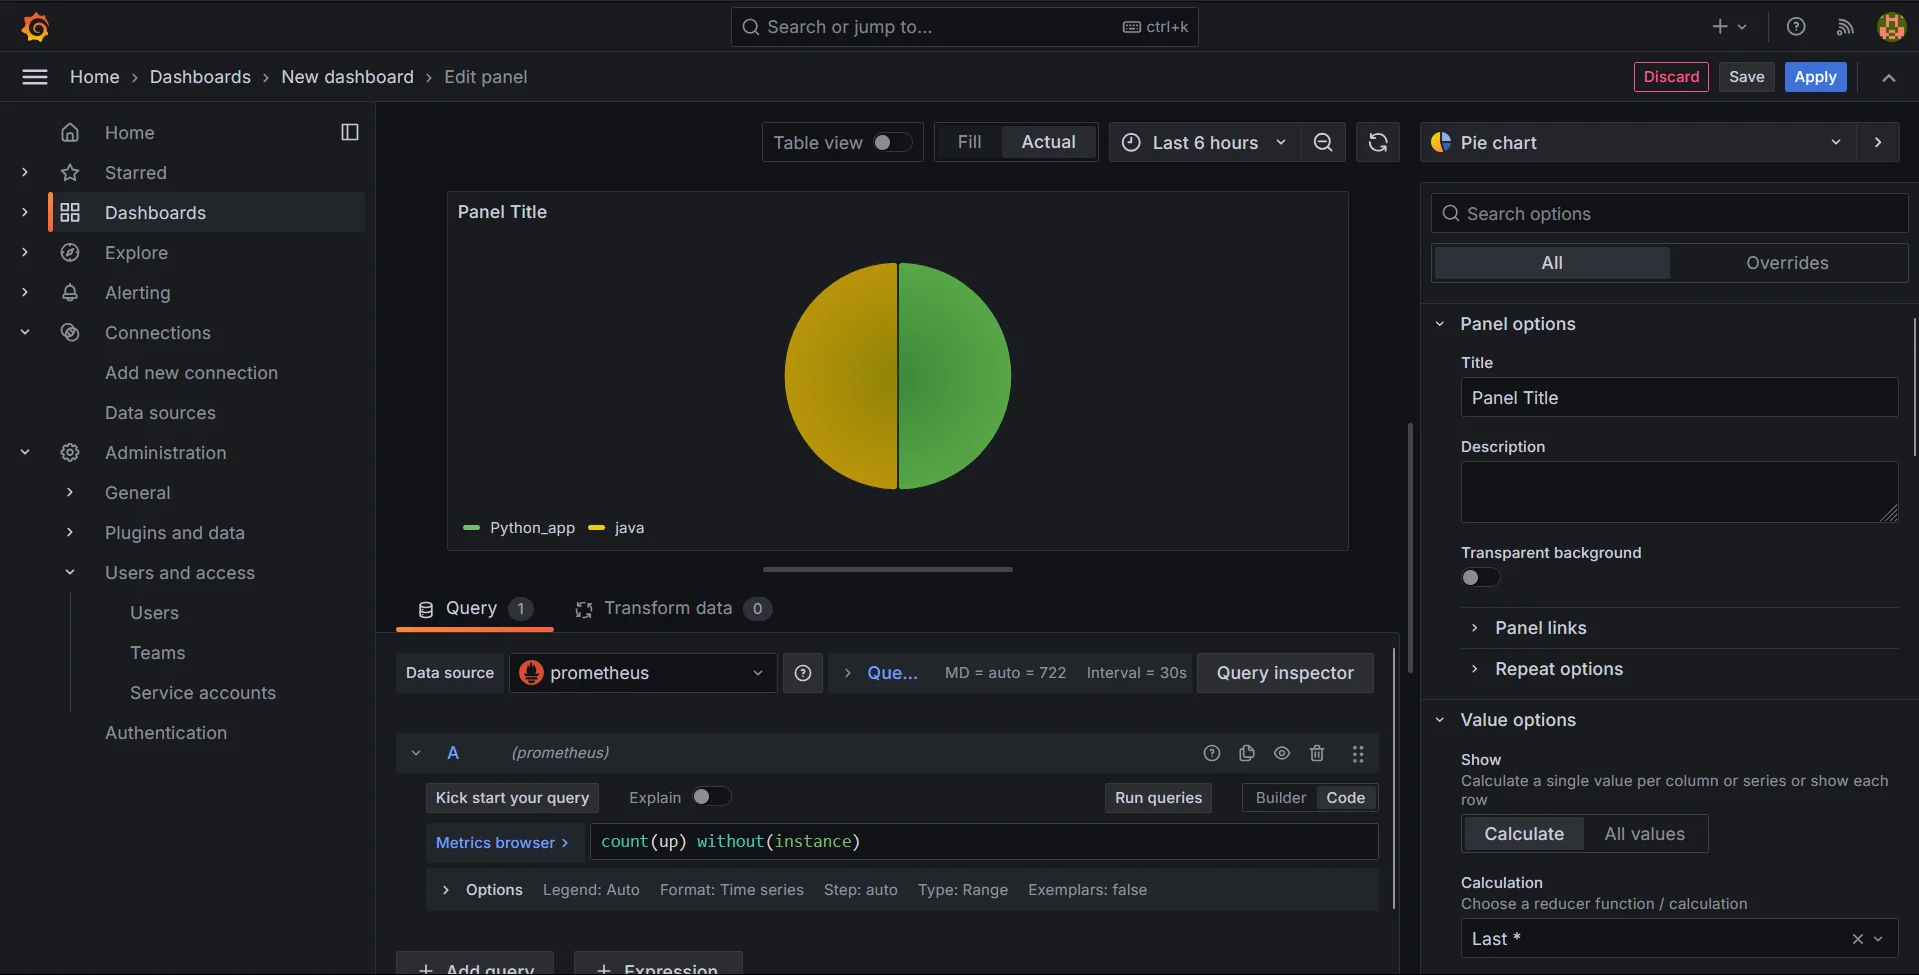 Search or jump to... ctrl+k
Home › Dashboards › New dashboard › Edit panel
Discard Save Apply
Home
Starred
Dashboards
Explore
Alerting
Connections
Add new connection
Data sources
Administration
General
Plugins and data
Users and access
Users
Teams
Service accounts
Authentication
Table view Fill Actual Last 6 hours
Panel Title
Python_app java
Query 1 Transform data 0
Data source prometheus Que... MD = auto = 722 Interval = 30s Query inspector
A (prometheus)
Kick start your query Explain Run queries Builder Code
Metrics browser > count(up) without(instance)
Options Legend: Auto Format: Time series Step: auto Type: Range Exemplars: false
+ Add query + Expression
Pie chart
Search options
All Overrides
Panel options
Title
Panel Title
Description
Transparent background
Panel links
Repeat options
Value options
Show
Calculate a single value per column or series or show each
row
Calculate All values
Calculation
Choose a reducer function / calculation
Last *